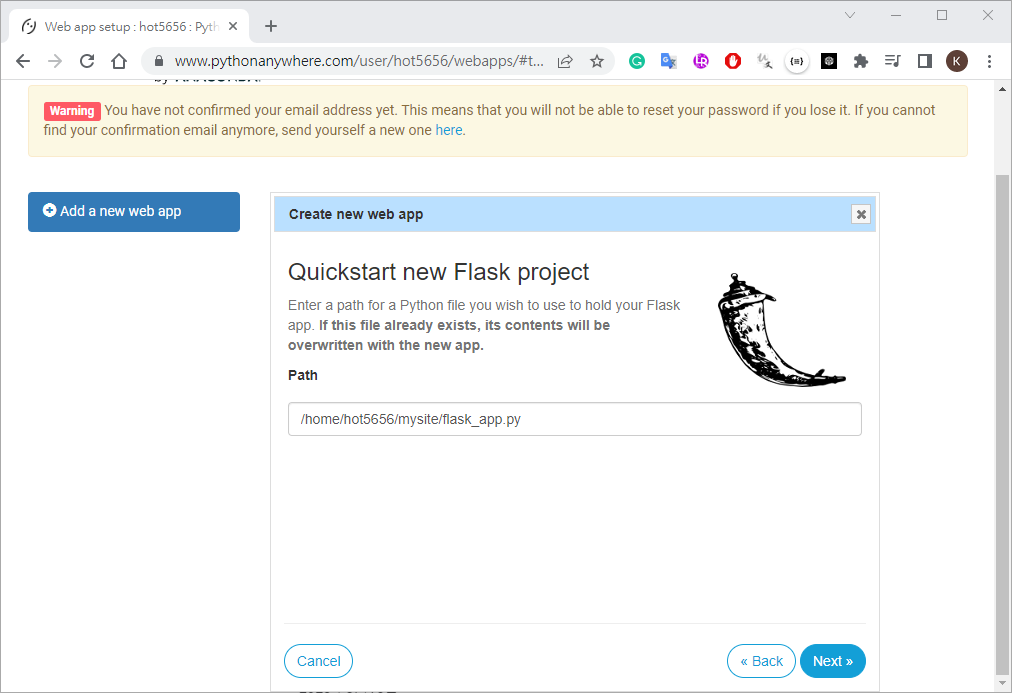 Web app setup : hot5656 : Pyth
www.pythonanywhere.com/user/hot5656/webapps/#t...
K
Warning You have not confirmed your email address yet. This means that you will not be able to reset your password if you lose it. If you cannot
find your confirmation email anymore, send yourself a new one here.
Add a new web app
Create new web app
Quickstart new Flask project
Enter a path for a Python file you wish to use to hold your Flask
app. If this file already exists, its contents will be
overwritten with the new app.
Path
/home/hot5656/mysite/flask_app.py
Cancel
« Back
Next »